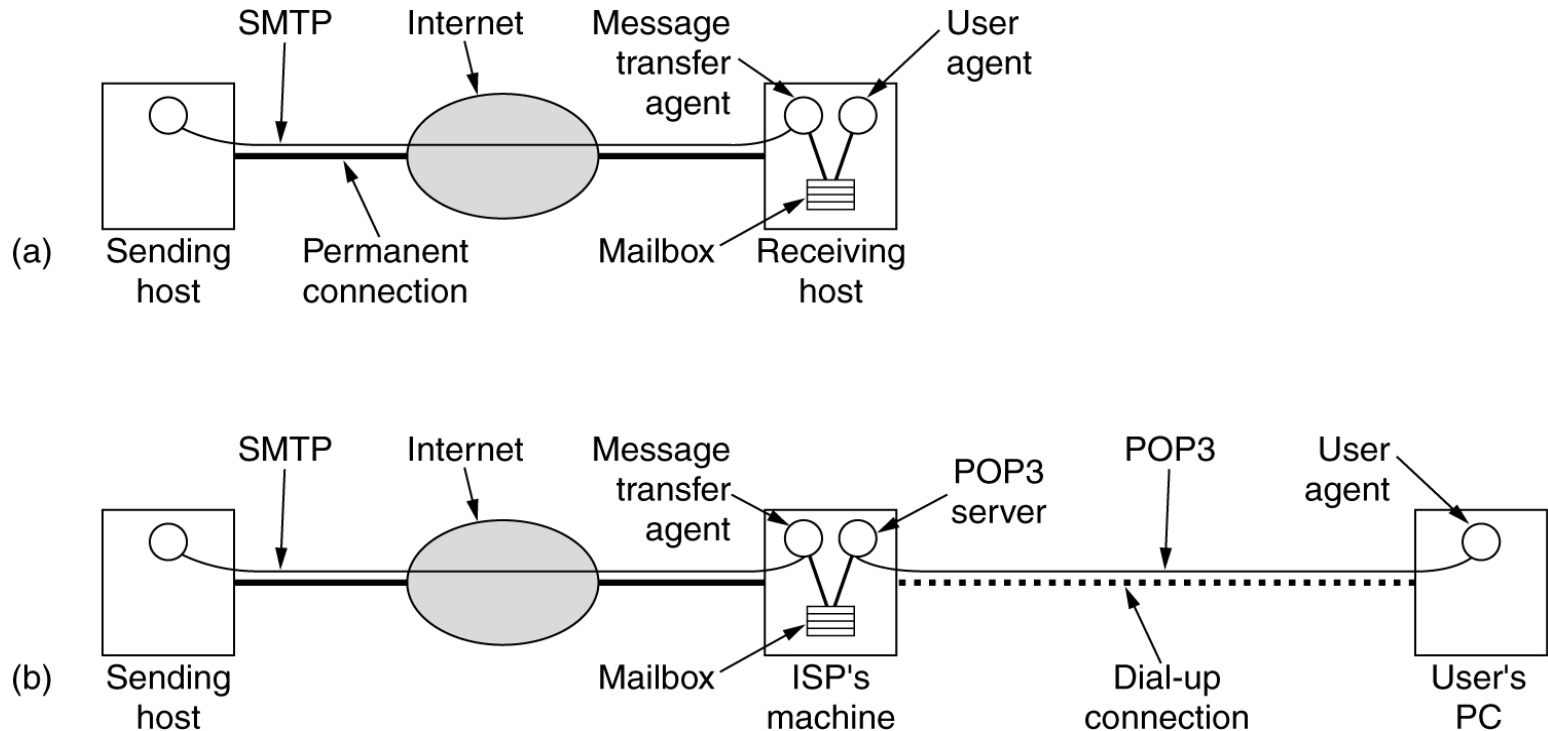 SMTP
Internet
Message
transfer
agent
User
agent
(a)
Sending
host
Permanent
connection
Mailbox
Receiving
host
SMTP
Internet
Message
transfer
agent
POP3
server
POP3
User
agent
(b)
Sending
host
Mailbox
ISP's
machine
Dial-up
connection
User's
PC